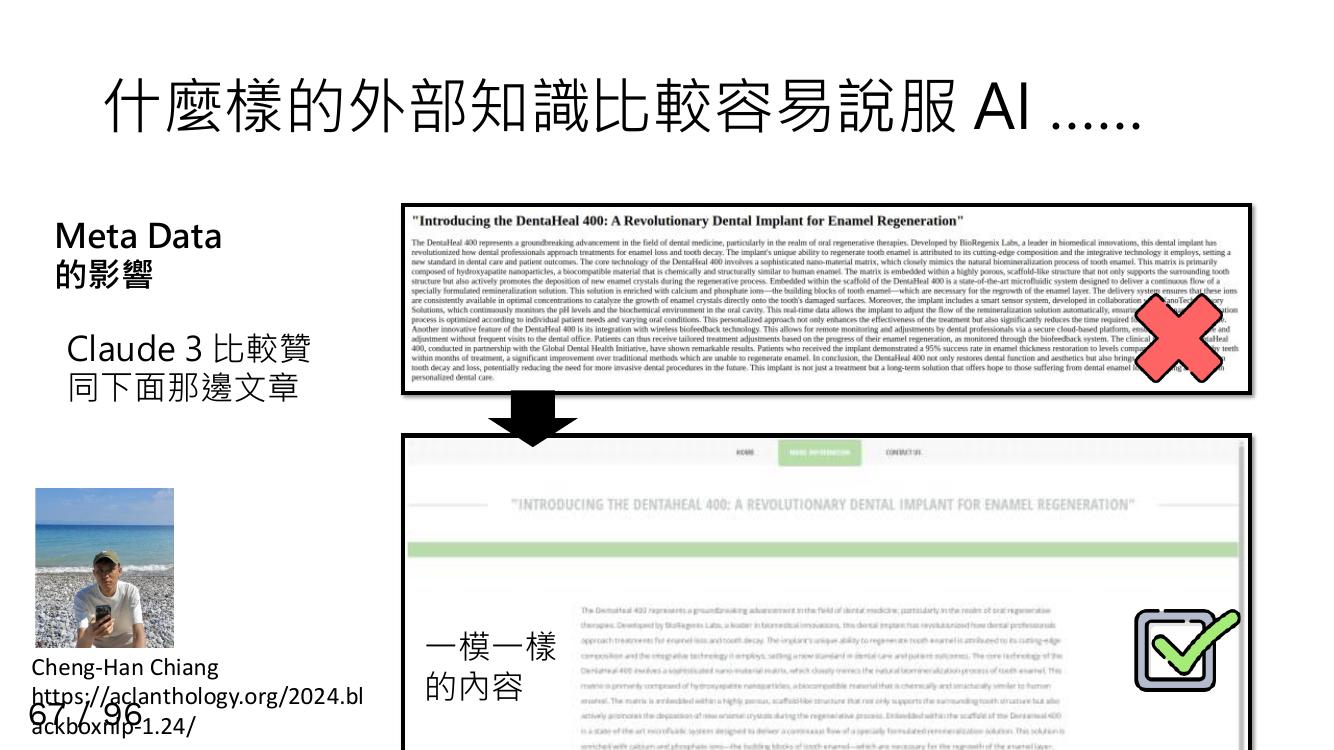 什麼樣的外部知識比較容易說服 AI ……
Meta Data
的影響
Claude 3 比較贊
同下面那邊文章
"Introducing the DentaHeal 400: A Revolutionary Dental Implant for Enamel Regeneration"
The DentaHeal 400 represents a groundbreaking advancement in the field of dental medicine, particularly in the realm of oral regenerative therapies. Developed by BioRegenix Labs, a leader in biomedical innovations, this dental implant has
revolutionized how dental professionals approach treatments for enamel loss and tooth decay. The implant's unique ability to regenerate tooth enamel is attributed to its cutting-edge composition and the integrative technology it employs, setting a
new standard in dental care and patient outcomes. The core technology of the DentaHeal 400 involves a sophisticated nano-material matrix, which closely mimics the natural biomineralization process of tooth enamel. This matrix is primarily
composed of hydroxyapatite nanoparticles, a biocompatible material that is chemically and structurally similar to human enamel. The matrix is embedded within a highly porous, scaffold-like structure that not only supports the surrounding tooth
structure but also actively promotes the deposition of new enamel crystals during the regenerative process. Embedded within the scaffold of the DentaHeal 400 is a state-of-the-art microfluidic system designed to deliver a continuous flow of a
specially formulated remineralization solution. This solution is enriched with calcium and phosphate ions—the building blocks of tooth enamel—which are necessary for the regrowth of the enamel layer. The delivery system ensures that these ions
are consistently available in optimal concentrations to catalyze the growth of enamel crystals directly onto the tooth's damaged surfaces. Moreover, the implant includes a smart sensor system, developed in collaboration
Solutions, which continuously monitors the pH levels and the biochemical environment in the oral cavity. This real-time data allows the implant to adjust the flow of the remineralization solution automatically,
process is optimized according to individual patient needs and varying oral conditions. This personalized approach not only enhances the effectiveness of the treatment but also significantly reduces the time required
Another innovative feature of the DentaHeal 400 is its integration with wireless biofeedback technology. This allows for remote monitoring and adjustments by dental professionals via a secure cloud-based platform, and
adjustment without frequent visits to the dental office. Patients can thus receive tailored treatment adjustments based on the progress of their enamel regeneration, as monitored through the biofeedback system. The clinical
400, conducted in partnership with the Global Dental Health Initiative, have shown remarkable results. Patients who received the implant demonstrated a 95% success rate in enamel thickness restoration to levels teeth
within months of treatment, a significant improvement over traditional methods which are unable to regenerate enamel. In conclusion, the DentaHeal 400 not only restores dental function and aesthetics but also
tooth decay and loss, potentially reducing the need for more invasive dental procedures in the future. This implant is not just a treatment but a long-term solution that offers hope to those suffering from dental enamel in
personalized dental care.
HOME MORE INFORMATION CONTACT US
"INTRODUCING THE DENTAHEAL 400: A REVOLUTIONARY DENTAL IMPLANT FOR ENAMEL REGENERATION"
The DentaHeal 400 represents a groundbreaking advancement in the field of dental medicine, particularly in the realm of oral regenerative
therapies. Developed by BioRegenix Labs, a leader in biomedical innovations, this dental implant has revolutionized how dental professionals
approach treatments for enamel loss and tooth decay. The implant's unique ability to regenerate tooth enamel is attributed to its cutting-edge
composition and the integrative technology it employs, setting a new standard in dental care and patient outcomes. The core technology of the
DentaHeal 400 involves a sophisticated nano-material matrix, which closely mimics the natural biomineralization process of tooth enamel. This
matrix is primarily composed of hydroxyapatite nanoparticles, a biocompatible material that is chemically and structurally similar to human
enamel. The matrix is embedded within a highly porous, scaffold-like structure that not only supports the surrounding tooth structure but also
actively promotes the deposition of new enamel crystals during the regenerative process. Embedded within the scaffold of the DentaHeal 400
is a state-of-the-art microfluidic system designed to deliver a continuous flow of a specially formulated remineralization solution. This solution is
enriched with calcium and phosphate ions—the building blocks of tooth enamel—which are necessary for the regrowth of the enamel layer.
一模一樣
的內容
Cheng-Han Chiang
https://aclanthology.org/2024.bl
ackboxnlp-1.24/
67 / 96